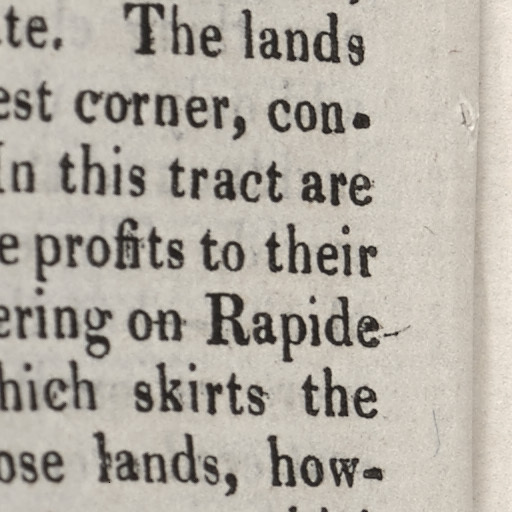 te. The lands
est corner, con-
In this tract are
e profits to their
ering on Rapide
hich skirts the
ose lands, how-